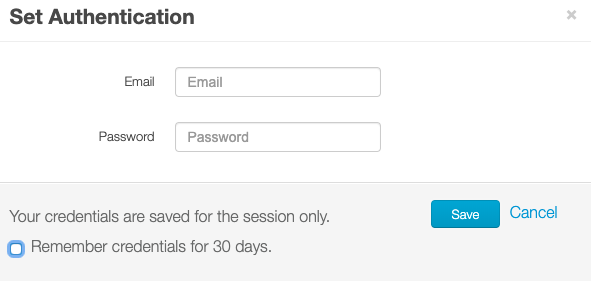 Set Authentication
×
Email Email
Password Password
Your credentials are saved for the session only.
Save Cancel
Remember credentials for 30 days.